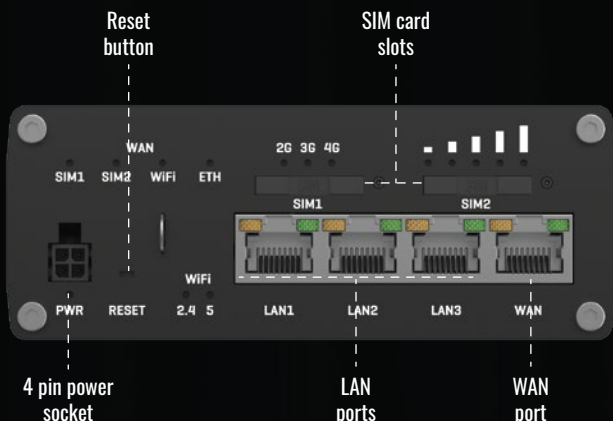 Reset
button
SIM card
slots
WAN
2G 3G 4G
SIM1 SIM2 WiFi ETH
SIM1 SIM2
WiFi
PWR RESET 2.4 5 LAN1 LAN2 LAN3 WAN
4 pin power
socket
LAN
ports
WAN
port